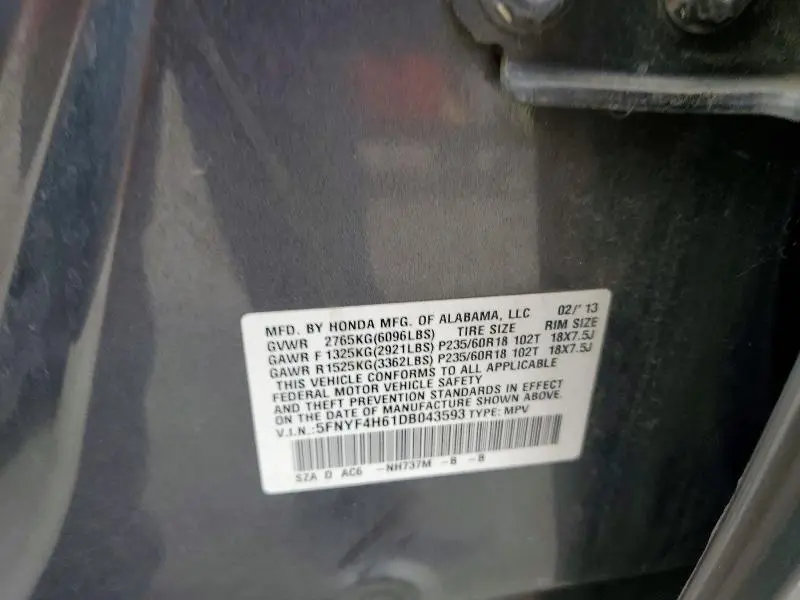 MFD. BY HONDA MFG. OF ALABAMA, LLC 02/'13
GVWR 2765KG(6096LBS) TIRE SIZE RIM SIZE
GAWR F 1325KG(2921LBS) P235/60R18 102T 18X7.5J
GAWR R1525KG(3362LBS) P235/60R18 102T 18X7.5J
THIS VEHICLE CONFORMS TO ALL APPLICABLE
FEDERAL MOTOR VEHICLE SAFETY
AND THEFT PREVENTION STANDARDS IN EFFECT
ON THE DATE OF MANUFACTURE SHOWN ABOVE.
V.I.N.:5FNYF4H61DB043593 TYPE: MPV
SZA D AC6 -NH737M -B -8